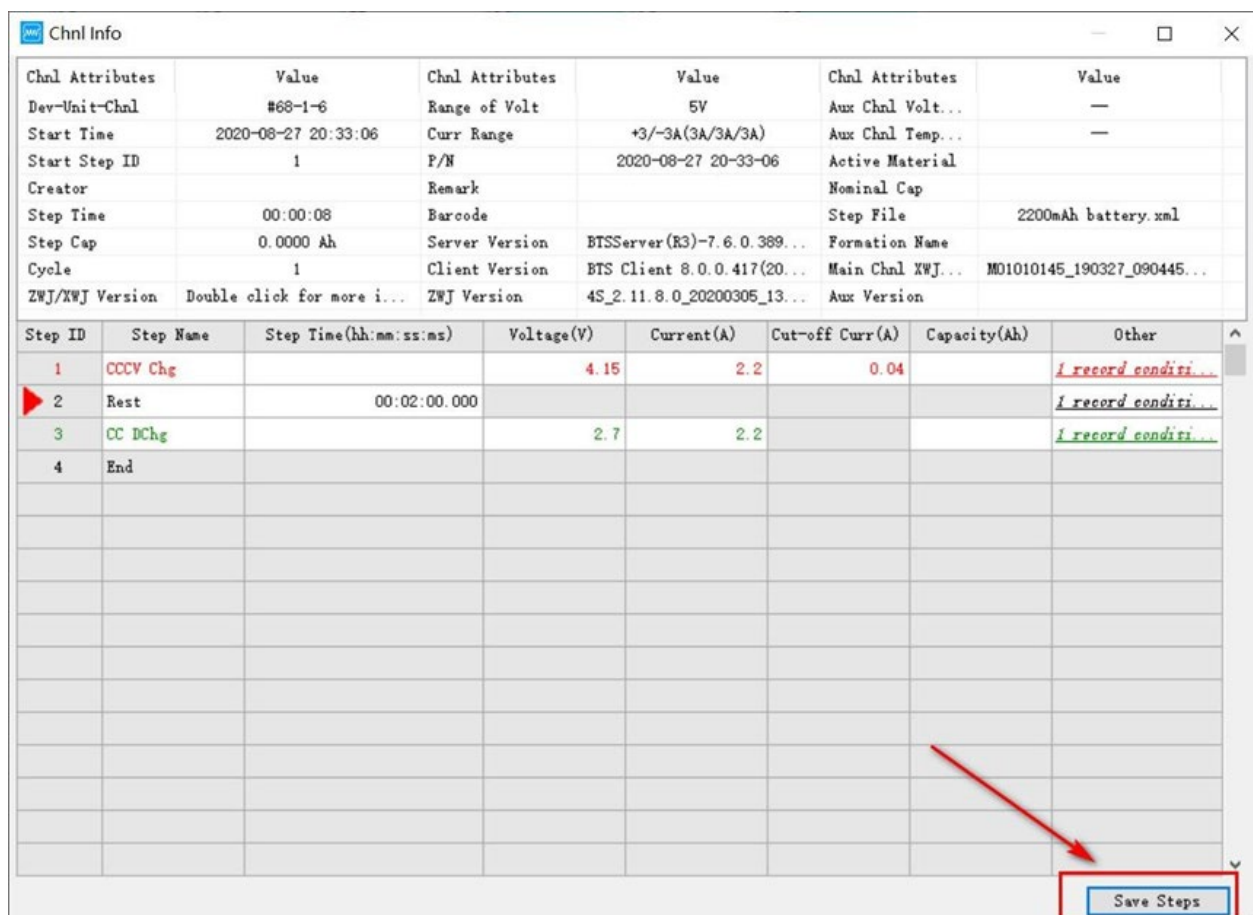 Chnl Info
Chnl Attributes Value Chnl Attributes Value Chnl Attributes Value
Dev-Unit-Chnl #68-1-6 Range of Volt 5V Aux Chnl Volt... —
Start Time 2020-08-27 20:33:06 Curr Range +3/-3A(3A/3A/3A) Aux Chnl Temp... —
Start Step ID 1 P/N 2020-08-27 20-33-06 Active Material
Creator Remark Nominal Cap
Step Time 00:00:08 Barcode Step File 2200mAh battery.xml
Step Cap 0.0000 Ah Server Version BTSServer(R3)-7.6.0.389... Formation Name
Cycle 1 Client Version BTS Client 8.0.0.417(20... Main Chnl XWJ... M01010145_190327_090445...
ZWJ/XWJ Version Double click for more i... ZWJ Version 4S_2.11.8.0_20200305_13... Aux Version
Step ID Step Name Step Time(hh:mm:ss:ms) Voltage(V) Current(A) Cut-off Curr(A) Capacity(Ah) Other
1 CCCV Chg 4.15 2.2 0.04 1 record conditi...
2 Rest 00:02:00.000 1 record conditi...
3 CC DChg 2.7 2.2 1 record conditi...
4 End
Save Steps